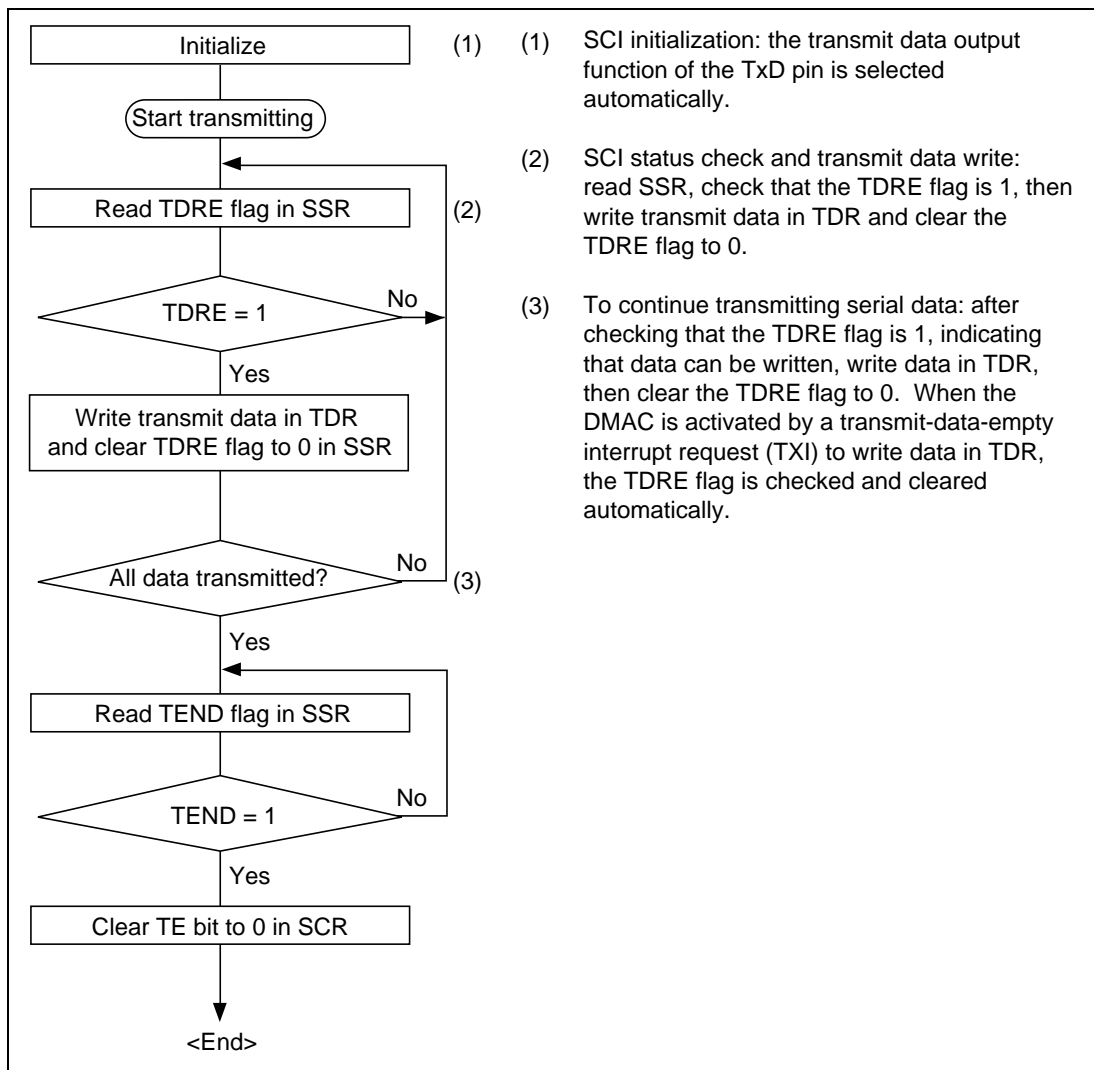 Initialize
(1)
Start transmitting
Read TDRE flag in SSR
(2)
TDRE = 1
No
Yes
Write transmit data in TDR
and clear TDRE flag to 0 in SSR
All data transmitted?
No
(3)
Yes
Read TEND flag in SSR
TEND = 1
No
Yes
Clear TE bit to 0 in SCR
<End>
(1) SCI initialization: the transmit data output
function of the TxD pin is selected
automatically.
(2) SCI status check and transmit data write:
read SSR, check that the TDRE flag is 1, then
write transmit data in TDR and clear the
TDRE flag to 0.
(3) To continue transmitting serial data: after
checking that the TDRE flag is 1, indicating
that data can be written, write data in TDR,
then clear the TDRE flag to 0.  When the
DMAC is activated by a transmit-data-empty
interrupt request (TXI) to write data in TDR,
the TDRE flag is checked and cleared
automatically.